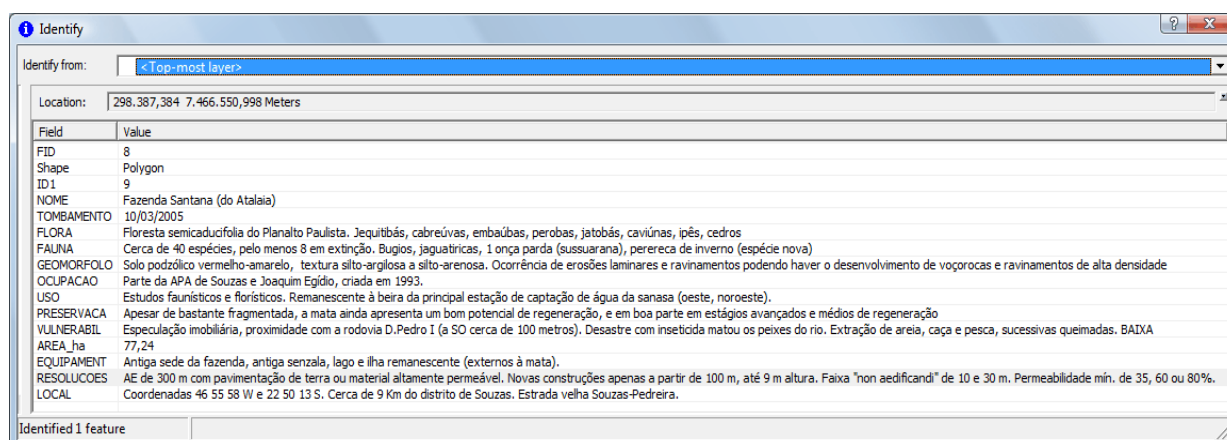 Identify
Identify from: <Top-most layer>
Location: 298.387,384 7.466.550,998 Meters
Field Value
FID 8
Shape Polygon
ID1 9
NOME Fazenda Santana (do Atalaia)
TOMBAMENTO 10/03/2005
FLORA Floresta semicaducifolia do Planalto Paulista. Jequitibás, cabreúvas, embaúbas, perobas, jatobás, caviúnas, ipês, cedros
FAUNA Cerca de 40 espécies, pelo menos 8 em extinção. Bugios, jaguatiricas, 1 onça parda (sussuarana), perereca de inverno (espécie nova)
GEOMORFOLO Solo podzólico vermelho-amarelo, textura silto-argilosa a silto-arenosa. Ocorrência de erosões laminares e ravinamentos podendo haver o desenvolvimento de voçorocas e ravinamentos de alta densidade
OCUPACAO Parte da APA de Souzas e Joaquim Egídio, criada em 1993.
USO Estudos faunísticos e florísticos. Remanescente à beira da principal estação de captação de água da sanasa (oeste, noroeste).
PRESERVACA Apesar de bastante fragmentada, a mata ainda apresenta um bom potencial de regeneração, e em boa parte em estágios avançados e médios de regeneração
VULNERABIL Especulação imobiliária, proximidade com a rodovia D.Pedro I (a SO cerca de 100 metros). Desastre com inseticida matou os peixes do rio. Extração de areia, caça e pesca, sucessivas queimadas. BAIXA
AREA_ha 77,24
EQUIPAMENT Antiga sede da fazenda, antiga senzala, lago e ilha remanescente (externos à mata).
RESOLUCOES AE de 300 m com pavimentação de terra ou material altamente permeável. Novas construções apenas a partir de 100 m, até 9 m altura. Faixa "non aedificandi" de 10 e 30 m. Permeabilidade mín. de 35, 60 ou 80%.
LOCAL Coordenadas 46 55 58 W e 22 50 13 S. Cerca de 9 Km do distrito de Souzas. Estrada velha Souzas-Pedreira.
Identified 1 feature